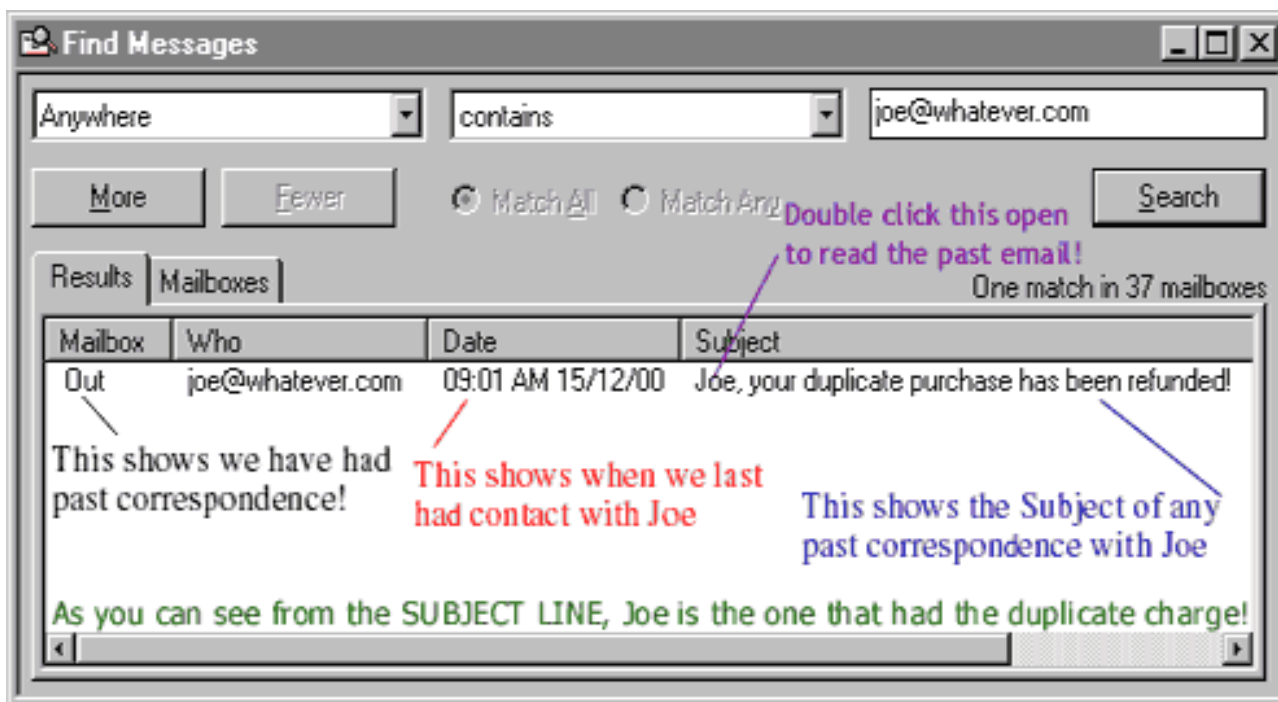 Find Messages
Anywhere contains joe@whatever.com
More Fewer Match All Match Any Search
Double click this open
to read the past email!
Results Mailboxes One match in 37 mailboxes
Mailbox Who Date Subject
Out joe@whatever.com 09:01 AM 15/12/00 Joe, your duplicate purchase has been refunded!
This shows we have had
past correspondence!
This shows when we last
had contact with Joe
This shows the Subject of any
past correspondence with Joe
As you can see from the SUBJECT LINE, Joe is the one that had the duplicate charge!